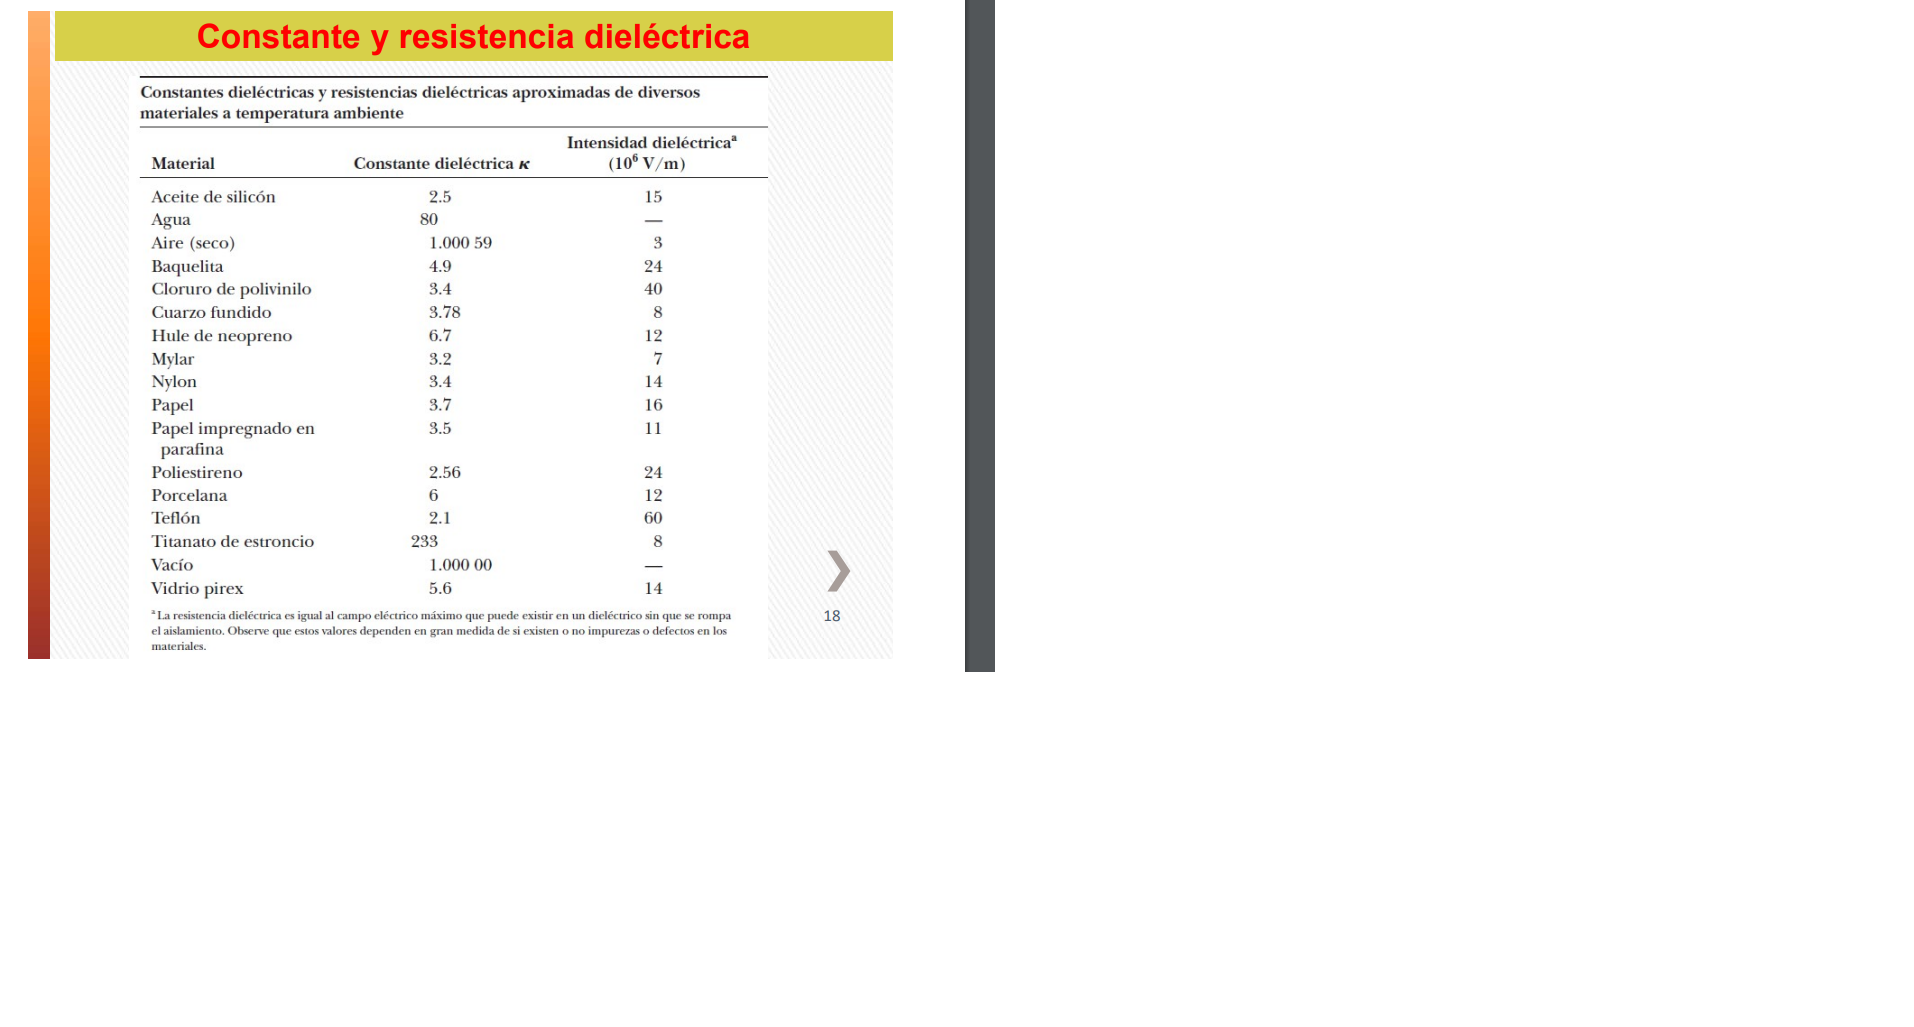 Constante y resistencia dieléctrica
Constantes dieléctricas y resistencias dieléctricas aproximadas de diversos
materiales a temperatura ambiente
Intensidad dieléctricaª
Material Constante dieléctrica κ (10⁶ V/m)
Aceite de silicón 2.5 15
Agua 80 —
Aire (seco) 1.000 59 3
Baquelita 4.9 24
Cloruro de polivinilo 3.4 40
Cuarzo fundido 3.78 8
Hule de neopreno 6.7 12
Mylar 3.2 7
Nylon 3.4 14
Papel 3.7 16
Papel impregnado en 3.5 11
parafina
Poliestireno 2.56 24
Porcelana 6 12
Teflón 2.1 60
Titanato de estroncio 233 8
Vacío 1.000 00 —
Vidrio pirex 5.6 14
ª La resistencia dieléctrica es igual al campo eléctrico máximo que puede existir en un dieléctrico sin que se rompa
el aislamiento. Observe que estos valores dependen en gran medida de si existen o no impurezas o defectos en los
materiales.
18